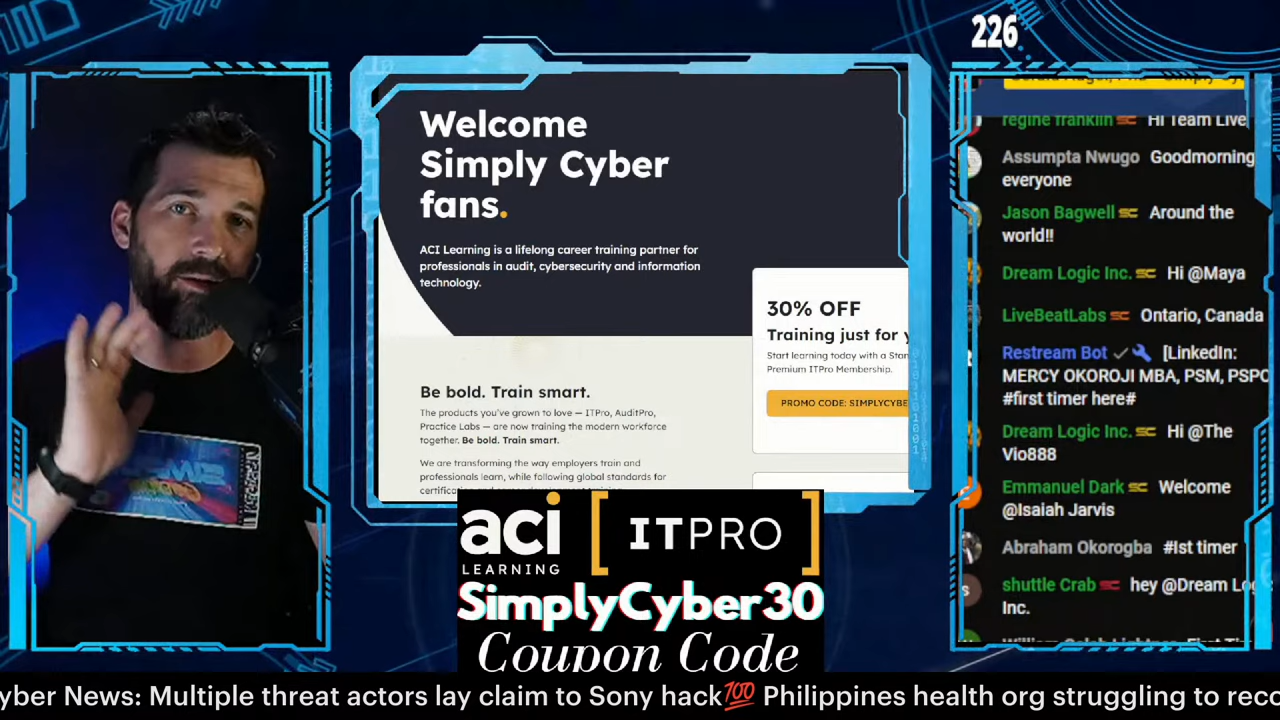 226
Welcome
Simply Cyber
fans.
ACI Learning is a lifelong career training partner for
professionals in audit, cybersecurity and information
technology.
30% OFF
Training just for y
Start learning today with a Stan
Premium ITPro Membership.
PROMO CODE: SIMPLYCYBE
Be bold. Train smart.
The products you've grown to love — ITPro, AuditPro,
Practice Labs — are now training the modern workforce
together. Be bold. Train smart.
We are transforming the way employers train and
professionals learn, while following global standards for
aci
LEARNING
[ITPRO]
SimplyCyber30
Coupon Code
regine franklin Hi Team Live
Assumpta Nwugo Goodmorning
everyone
Jason Bagwell Around the
world!!
Dream Logic Inc. Hi @Maya
LiveBeatLabs Ontario, Canada
Restream Bot [LinkedIn:
MERCY OKOROJI MBA, PSM, PSPO
#first timer here#
Dream Logic Inc. Hi @The
Vio888
Emmanuel Dark Welcome
@Isaiah Jarvis
Abraham Okorogba #Ist timer
shuttle Crab hey @Dream Log
Inc.
yber News: Multiple threat actors lay claim to Sony hack💯 Philippines health org struggling to reco